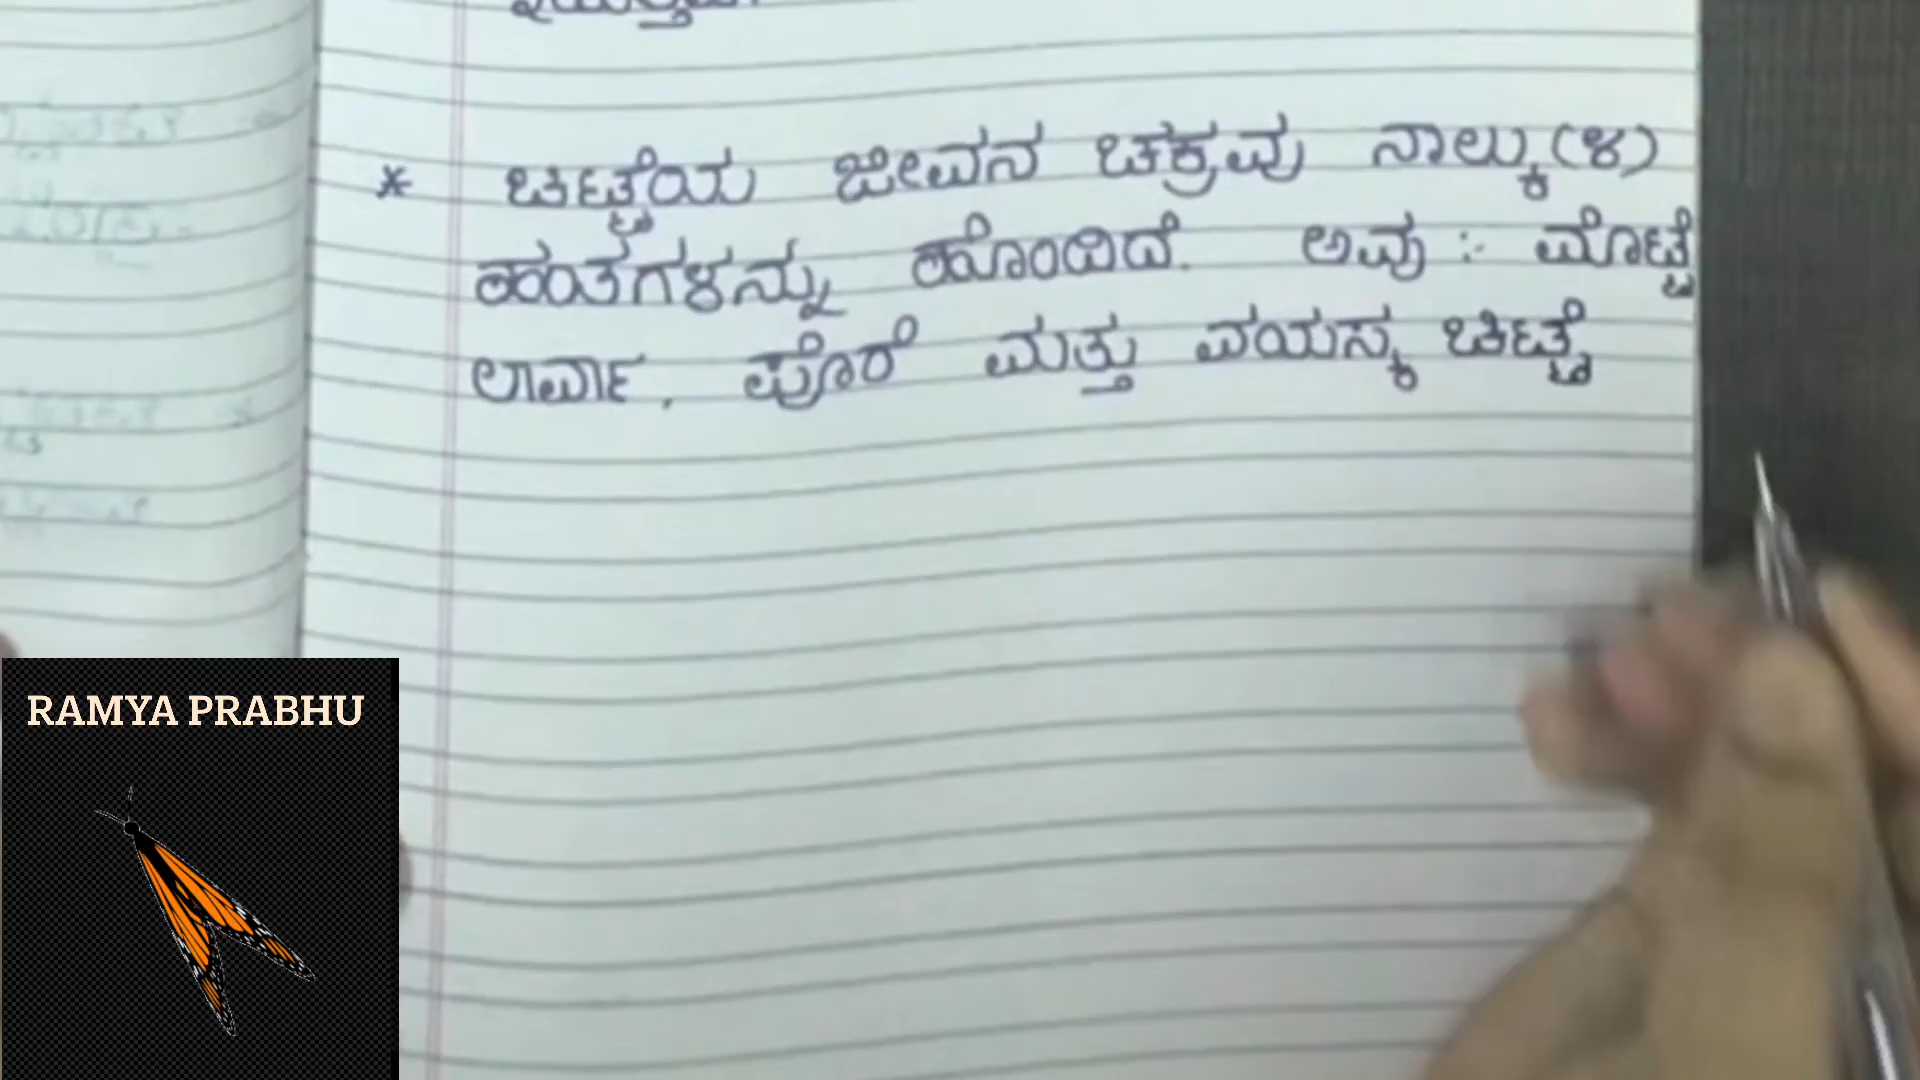 * ಚಿಟ್ಟೆಯ ಜೀವನ ಚಕ್ರವು ನಾಲ್ಕು (೪)
ಹಂತಗಳನ್ನು ಹೊಂದಿದೆ. ಅವು :- ಮೊಟ್ಟೆ
ಲಾರ್ವಾ, ಪೊರೆ ಮತ್ತು ವಯಸ್ಕ ಚಿಟ್ಟೆ
RAMYA PRABHU